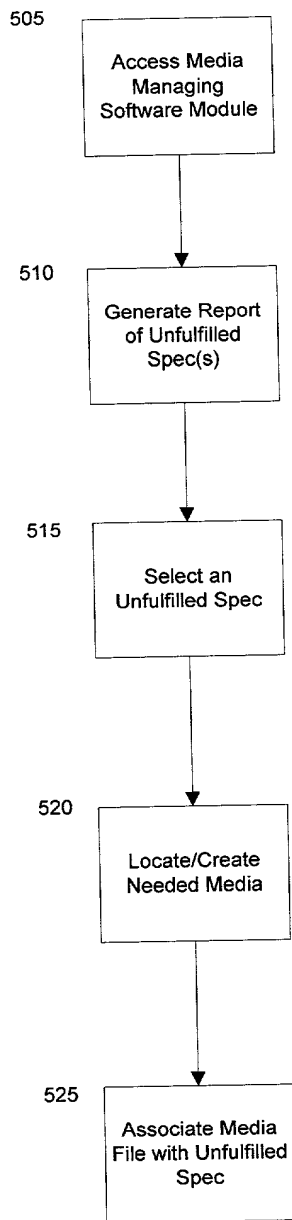 505
Access Media
Managing
Software Module
510
Generate Report
of Unfulfilled
Spec(s)
515
Select an
Unfulfilled Spec
520
Locate/Create
Needed Media
525
Associate Media
File with Unfulfilled
Spec